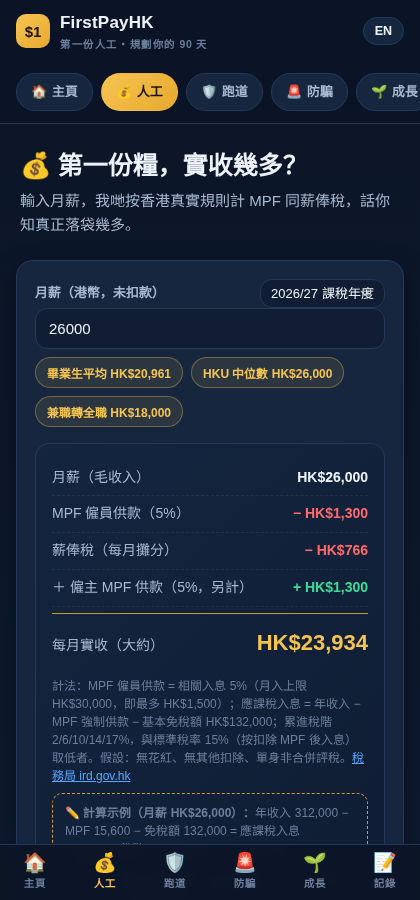 $1 FirstPayHK
第一份人工・規劃你的 90 天
EN
🏠 主頁 💰 人工 🛡️ 跑道 🚨 防騙 🌱 成長
💰 第一份糧，實收幾多?
輸入月薪，我哋按香港真實規則計 MPF 同薪俸稅，話你
知真正落袋幾多。
月薪（港幣，未扣款） 2026/27 課稅年度
26000
畢業生平均 HK$20,961 HKU 中位數 HK$26,000
兼職轉全職 HK$18,000
月薪（毛收入） HK$26,000
MPF 僱員供款（5%） − HK$1,300
薪俸稅（每月攤分） − HK$766
＋ 僱主 MPF 供款（5%，另計） + HK$1,300
每月實收（大約） HK$23,934
計法：MPF 僱員供款 = 相關入息 5%（月入上限
HK$30,000，即最多 HK$1,500）；應課稅入息 = 年收入 −
MPF 強制供款 − 基本免稅額 HK$132,000；累進稅階
2/6/10/14/17%，與標準稅率 15%（按扣除 MPF 後入息）
取低者。假設：無花紅、無其他扣除、單身非合併評稅。稅
務局 ird.gov.hk
✏️ 計算示例（月薪 HK$26,000）：年收入 312,000 −
MPF 15,600 − 免稅額 132,000 = 應課稅入息
🏠 💰 🛡️ 🚨 🌱 📝
主頁 人工 跑道 防騙 成長 記錄